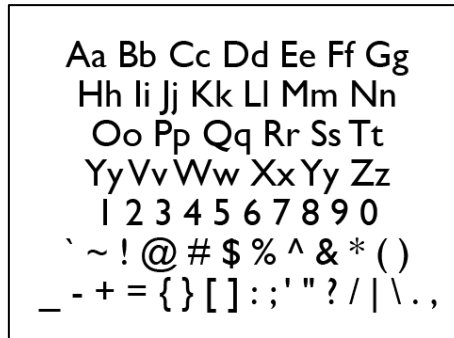 Aa Bb Cc Dd Ee Ff Gg
Hh Ii Jj Kk Ll Mm Nn
Oo Pp Qq Rr Ss Tt
Yy Vv Ww Xx Yy Zz
1 2 3 4 5 6 7 8 9 0
` ~ ! @ # $ % ^ & * ( )
_ - + = { } [ ] : ; ' " ? / | \ . ,